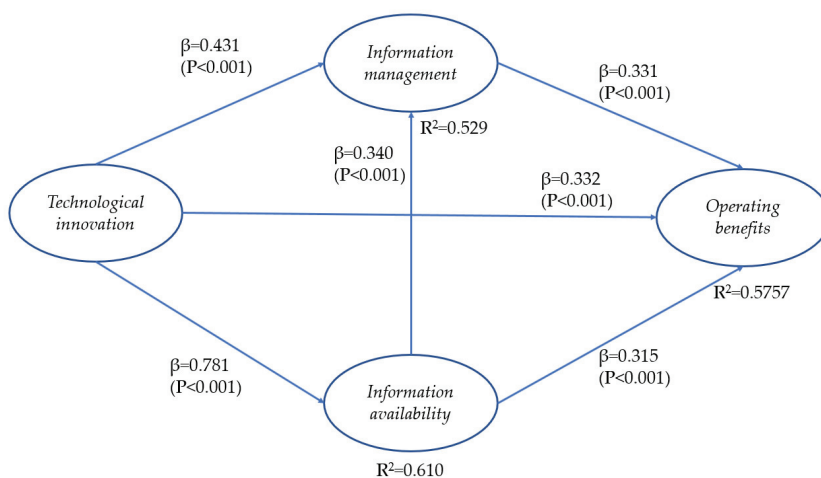 β=0.431
(P<0.001)
Information
management
β=0.331
(P<0.001)
R²=0.529
β=0.340
(P<0.001)
Technological
innovation
β=0.332
(P<0.001)
Operating
benefits
R²=0.5757
β=0.781
(P<0.001)
Information
availability
β=0.315
(P<0.001)
R²=0.610